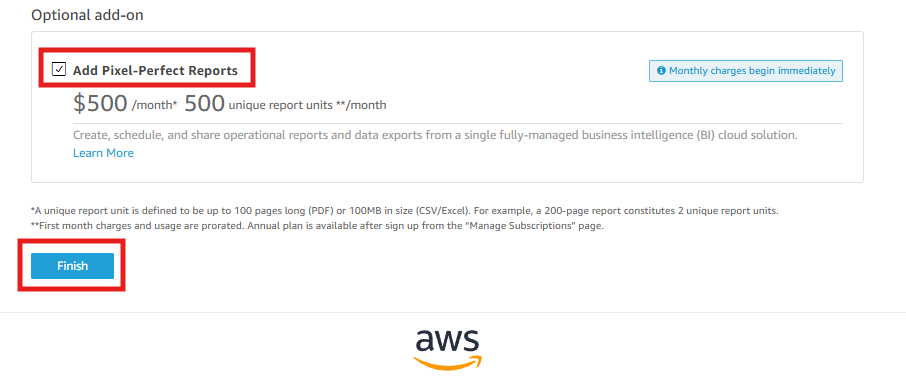 Optional add-on
Add Pixel-Perfect Reports
Monthly charges begin immediately
$500 /month* 500 unique report units **/month
Create, schedule, and share operational reports and data exports from a single fully-managed business intelligence (BI) cloud solution.
Learn More
*A unique report unit is defined to be up to 100 pages long (PDF) or 100MB in size (CSV/Excel). For example, a 200-page report constitutes 2 unique report units.
**First month charges and usage are prorated. Annual plan is available after sign up from the “Manage Subscriptions” page.
Finish
aws